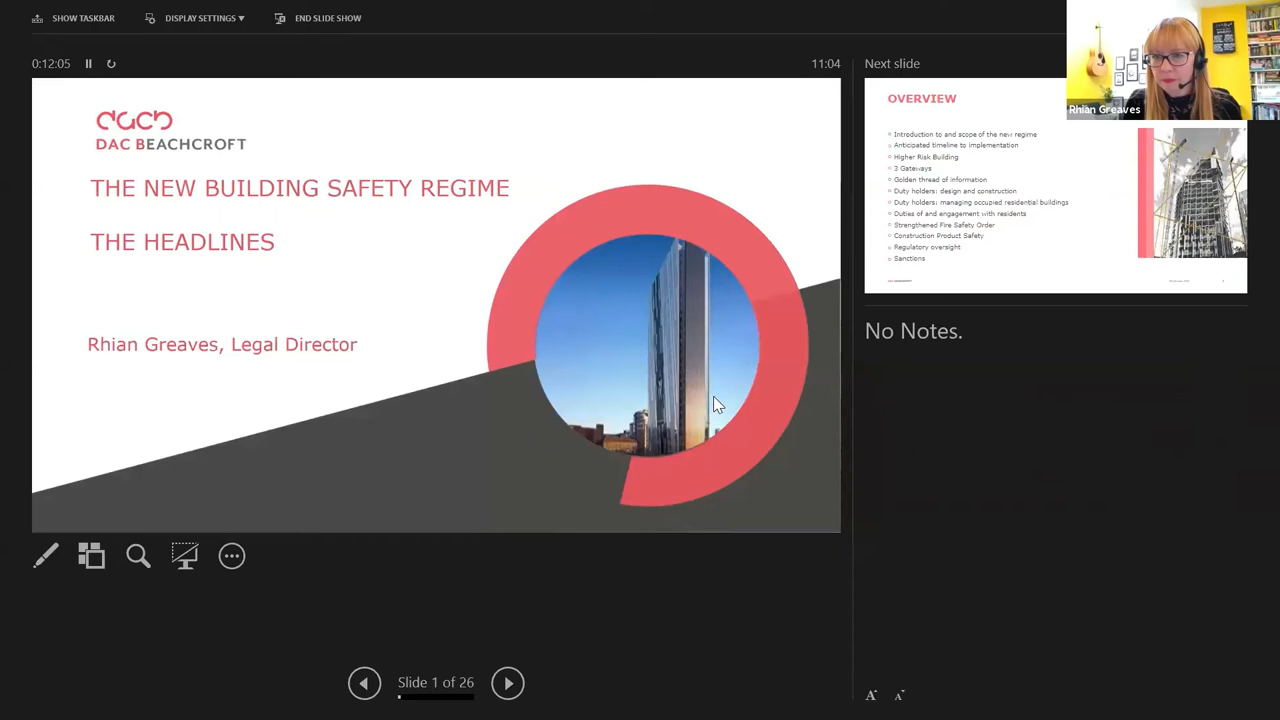 SHOW TASKBAR
DISPLAY SETTINGS ▼
END SLIDE SHOW
0:12:05
11:04
DAC BEACHCROFT
THE NEW BUILDING SAFETY REGIME
THE HEADLINES
Rhian Greaves, Legal Director
Next slide
Rhian Greaves
OVERVIEW
Introduction to and scope of the new regime
Anticipated timeline to implementation
Higher Risk Building
3 Gateways
Golden thread of information
Duty holders: design and construction
Duty holders: managing occupied residential buildings
Duties of and engagement with residents
Strengthened Fire Safety Order
Construction Product Safety
Regulatory oversight
Sanctions
No Notes.
Slide 1 of 26
A A